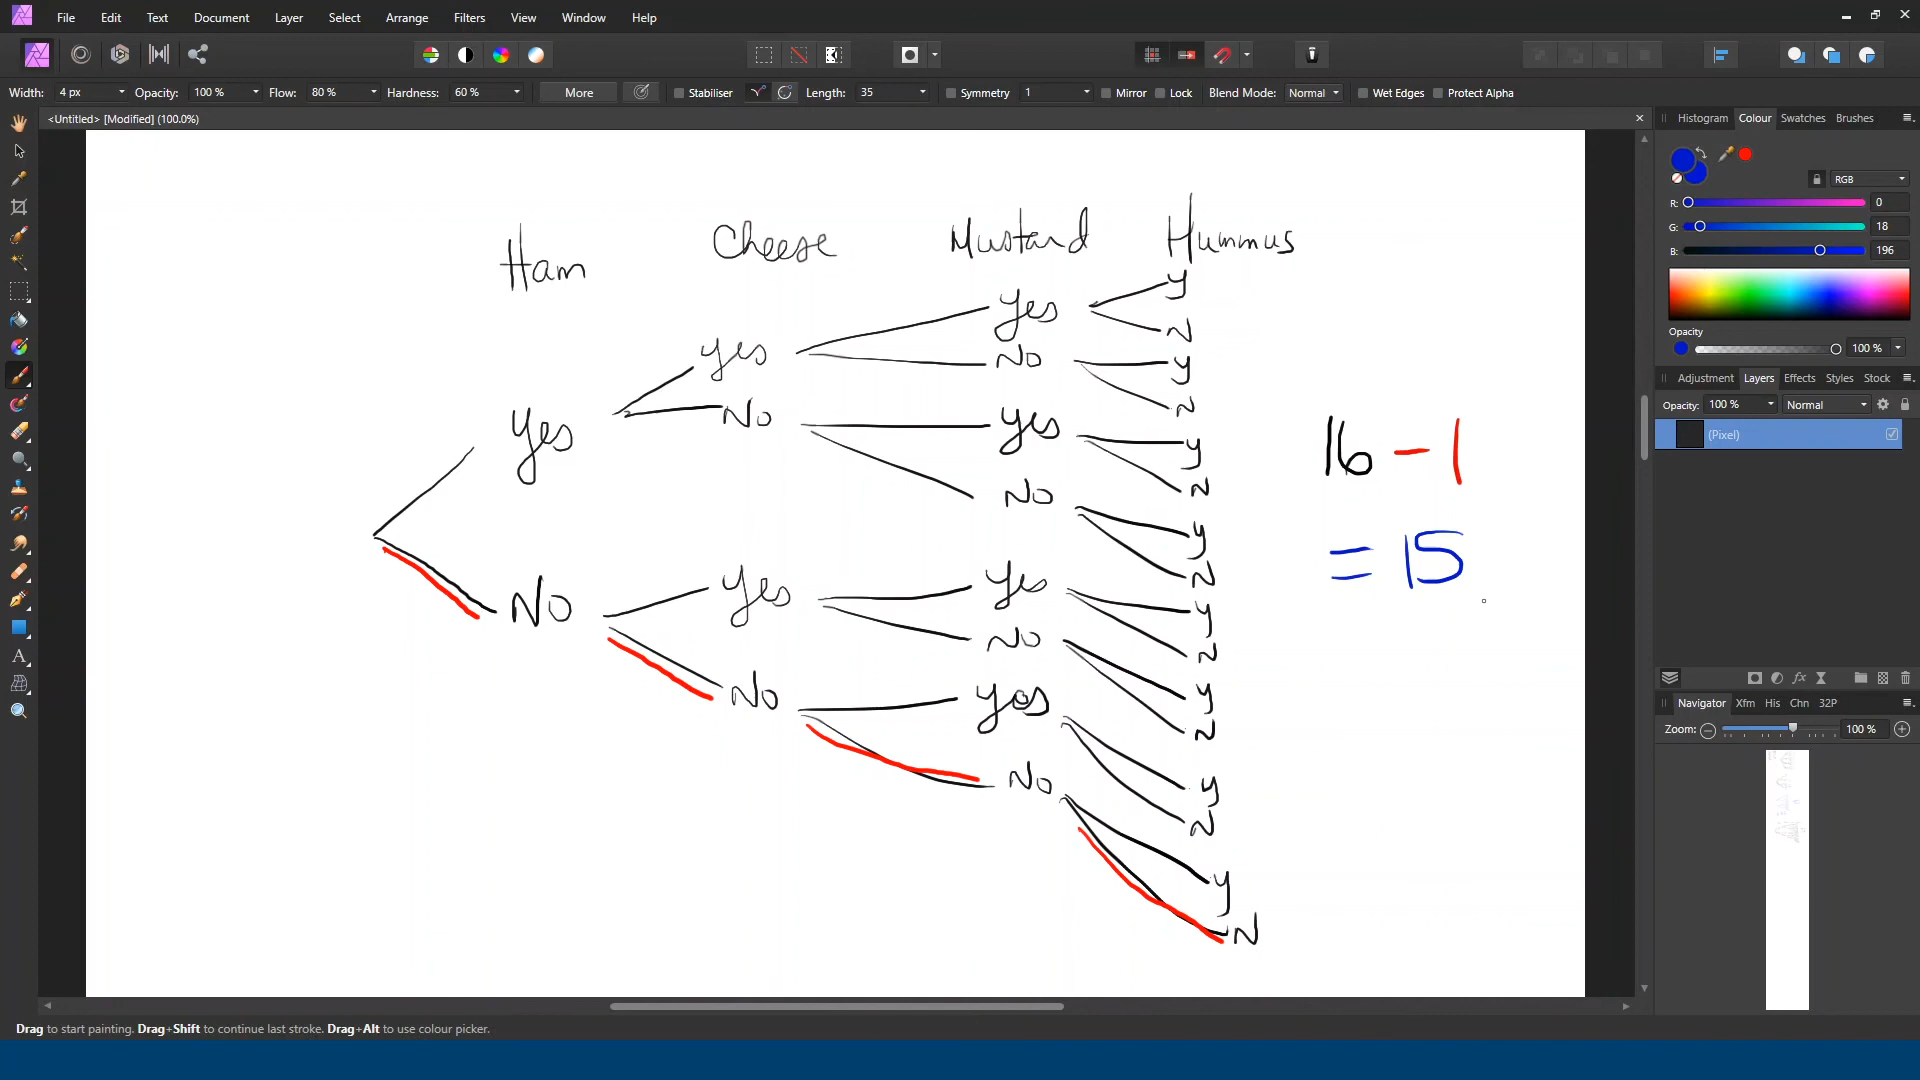 File Edit Text Document Layer Select Arrange Filters View Window Help
Width: 4 px Opacity: 100 % Flow: 80 % Hardness: 60 % More Stabiliser Length: 35 Symmetry 1 Mirror Lock Blend Mode: Normal Wet Edges Protect Alpha
<Untitled> [Modified] (100.0%)
Histogram Colour Swatches Brushes
RGB
R: 0
G: 18
B: 196
Opacity
100 %
Adjustment Layers Effects Styles Stock
Opacity: 100 % Normal
(Pixel)
Navigator Xfm His Chn 32P
Zoom: 100 %
Ham Cheese Mustard Hummus
Yes
No
Yes
No
Yes
No
Yes
No
Yes
No
Yes
No
Yes
No
Yes
No
Y
N
Y
N
Y
N
Y
N
Y
N
Y
N
Y
N
Y
N
16 - 1
= 15
Drag to start painting. Drag+Shift to continue last stroke. Drag+Alt to use colour picker.